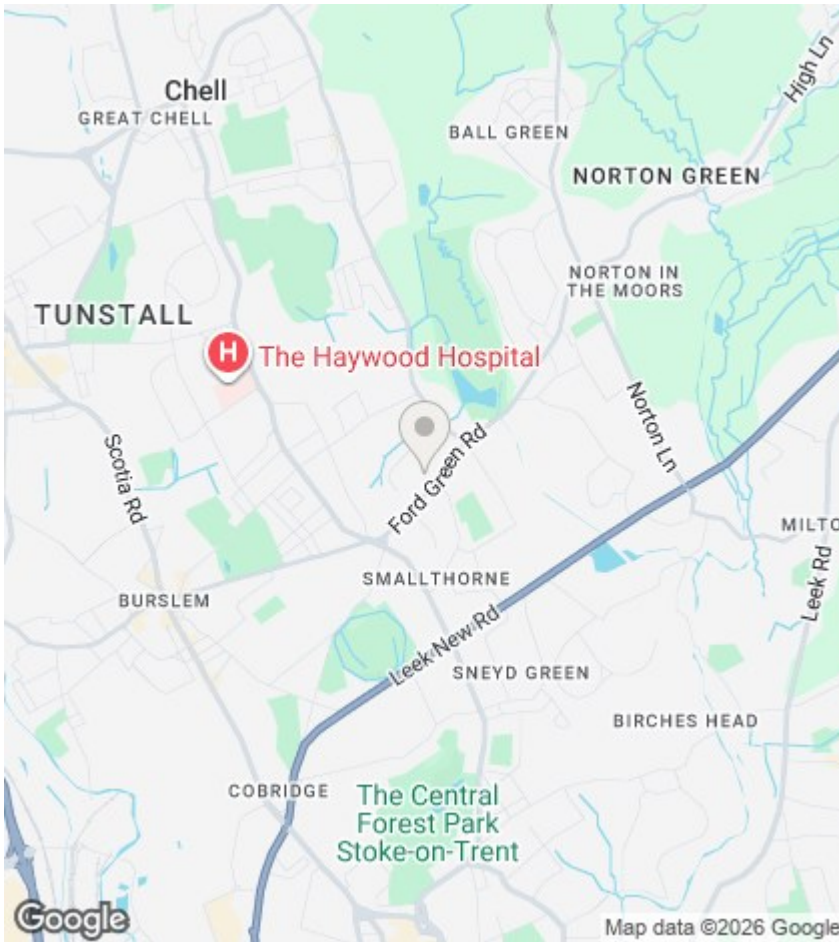 Chell
GREAT CHELL
High Ln
BALL GREEN
NORTON GREEN
NORTON IN
THE MOORS
TUNSTALL
H
The Haywood Hospital
Norton Ln
Scotia Rd
Ford Green Rd
MILTO
Leek Rd
SMALLTHORNE
BURSLEM
Leek New Rd
SNEYD GREEN
BIRCHES HEAD
COBRIDGE
The Central
Forest Park
Stoke-on-Trent
Google
Map data ©2026 Google